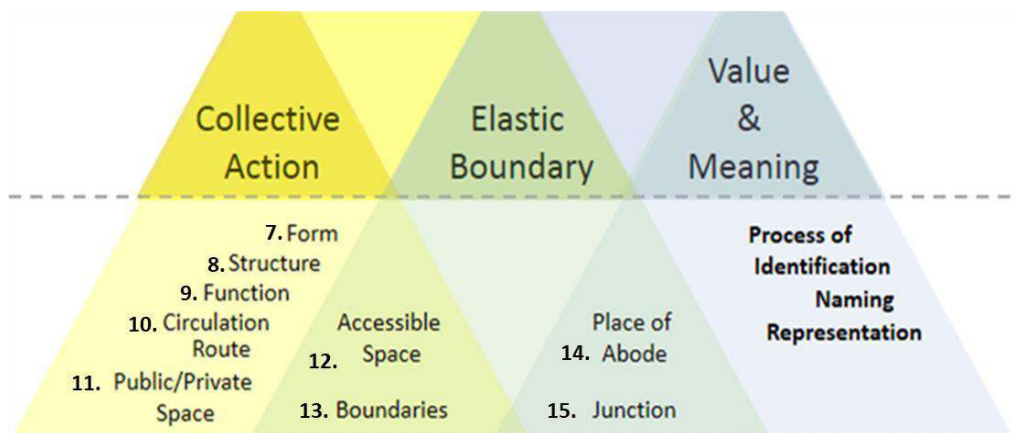 Collective
Action
Elastic
Boundary
Value
&
Meaning
7. Form
8. Structure
9. Function
10. Circulation
Route
11. Public/Private
Space
Accessible
12. Space
13. Boundaries
Place of
14. Abode
15. Junction
Process of
Identification
Naming
Representation